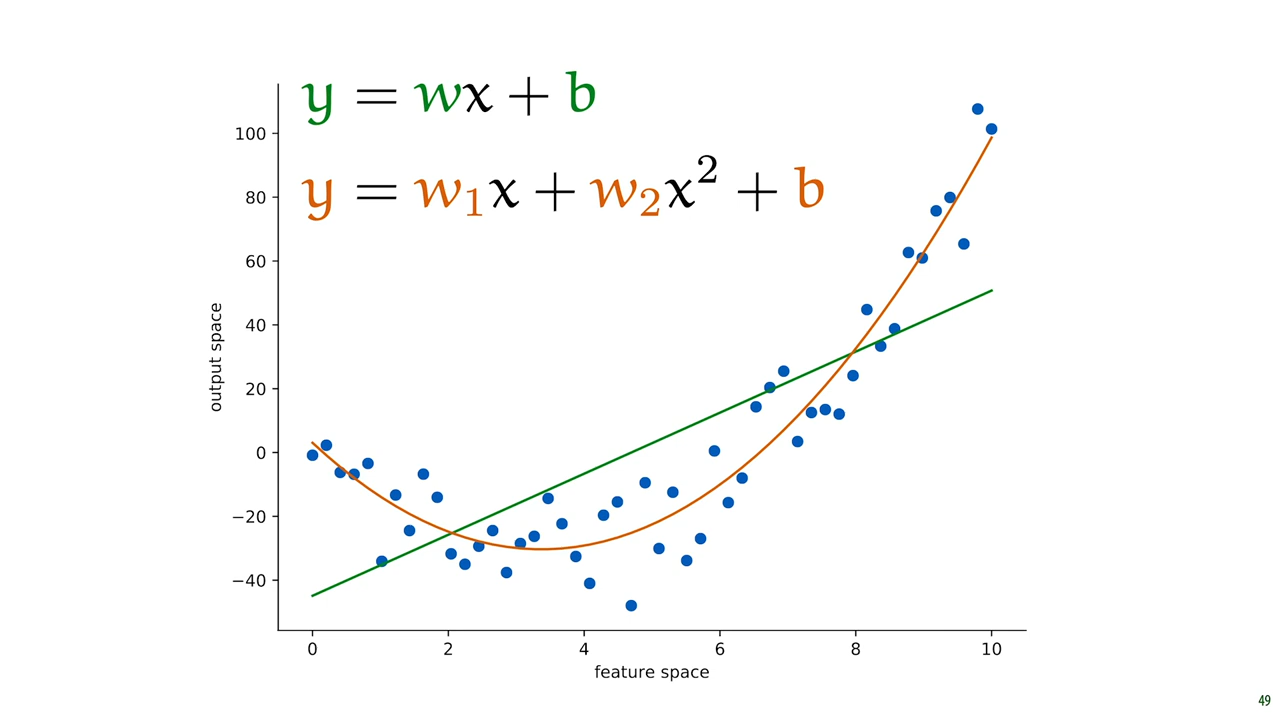 y = wx + b
y = w₁x + w₂x² + b
100
80
60
40
20
0
−20
−40
output space
0 2 4 6 8 10
feature space
49